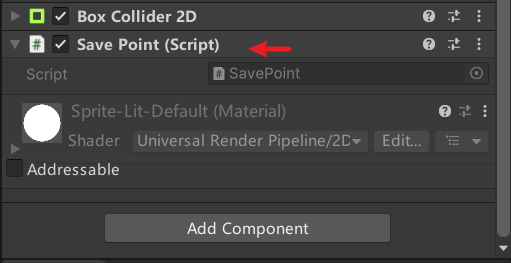 Box Collider 2D
Save Point (Script)
Script SavePoint
Sprite-Lit-Default (Material)
Shader Universal Render Pipeline/2D Edit...
Addressable
Add Component